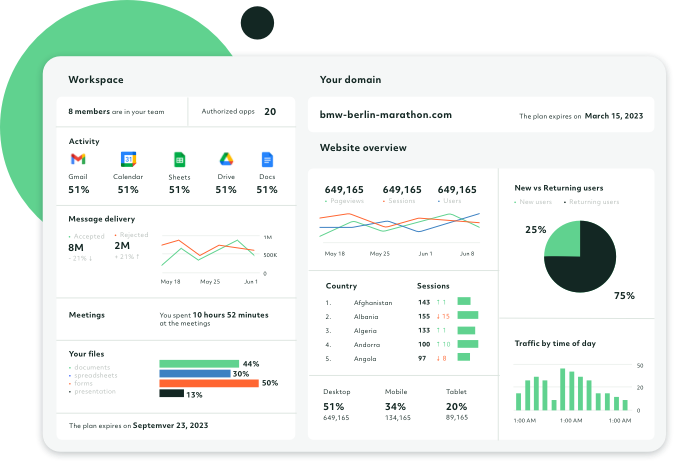 Workspace
8 members are in your team
Authorized apps 20
Activity
Gmail Calendar Sheets Drive Docs
51% 51% 51% 51% 51%
Message delivery
• Accepted
8M
• 21% ↓
• Rejected
2M
• 21% ↑
1M
500K
0
May 18 May 25 Jun 1
Meetings
You spent 10 hours 52 minutes
at the meetings
Your files
• documents
• spreadsheets
• forms
• presentation
44%
30%
50%
13%
The plan expires on Septemver 23, 2023
Your domain
bmw-berlin-marathon.com
The plan expires on March 15, 2023
Website overview
649,165 649,165 649,165
• Pageviews • Sessions • Users
May 18 May 25 Jun 1 Jun 8
Country Sessions
1. Afghanistan 143 ↑ 1
2. Albania 155 ↓ 15
3. Algeria 133 ↑ 1
4. Andorra 100 ↑ 10
5. Angola 97 ↓ 8
Desktop Mobile Tablet
51% 34% 20%
649,165 134,165 89,165
New vs Returning users
• New users • Returning users
25%
75%
Traffic by time of day
50
20
0
1:00 AM 1:00 AM 1:00 AM